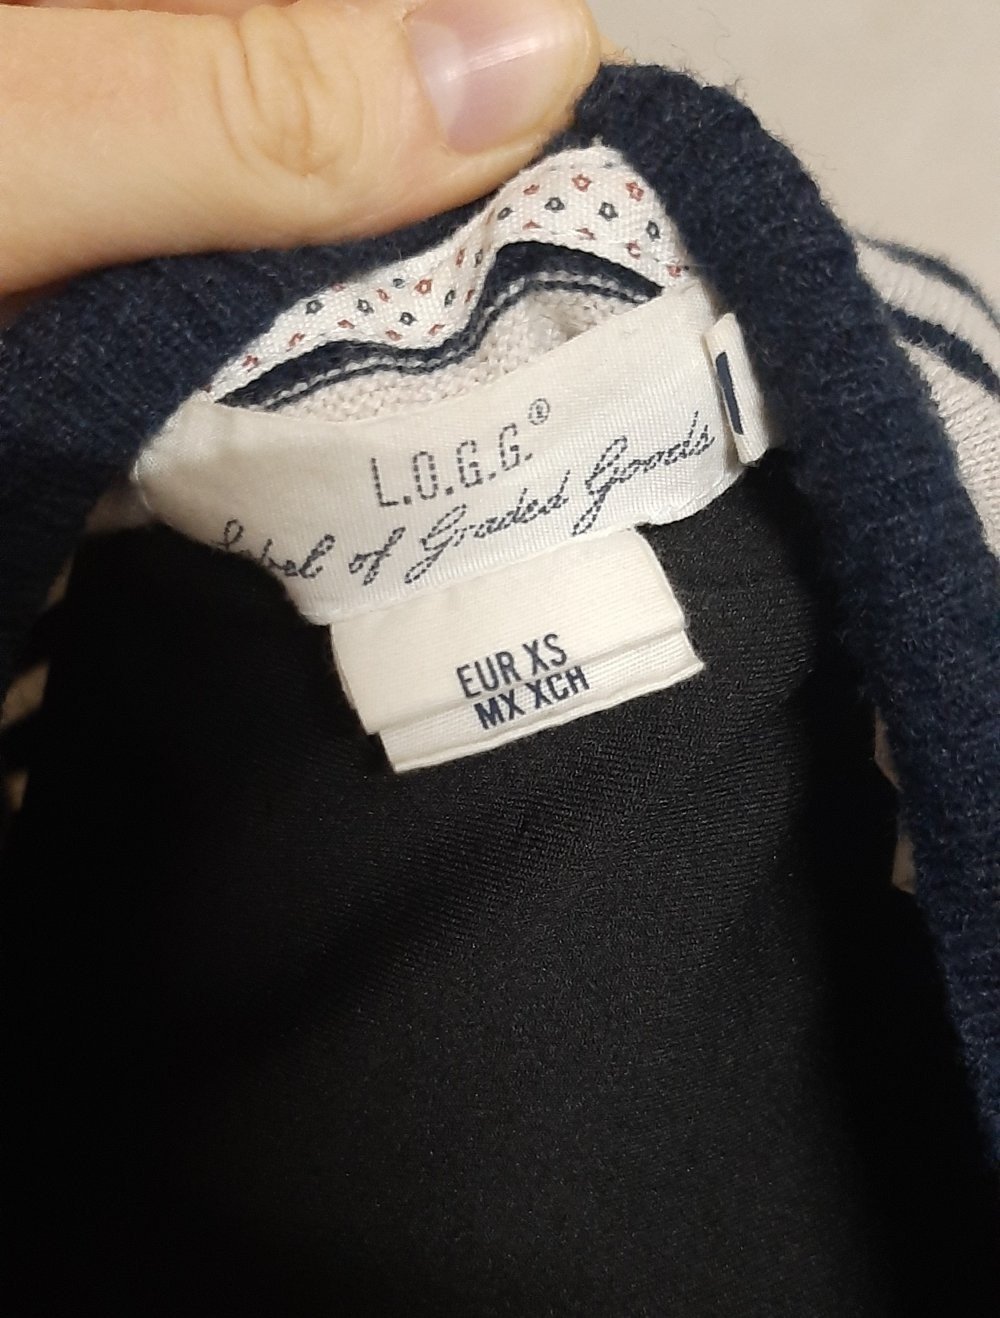 L.O.G.G.®
Label of Graded Goods
EUR XS
MX XCH